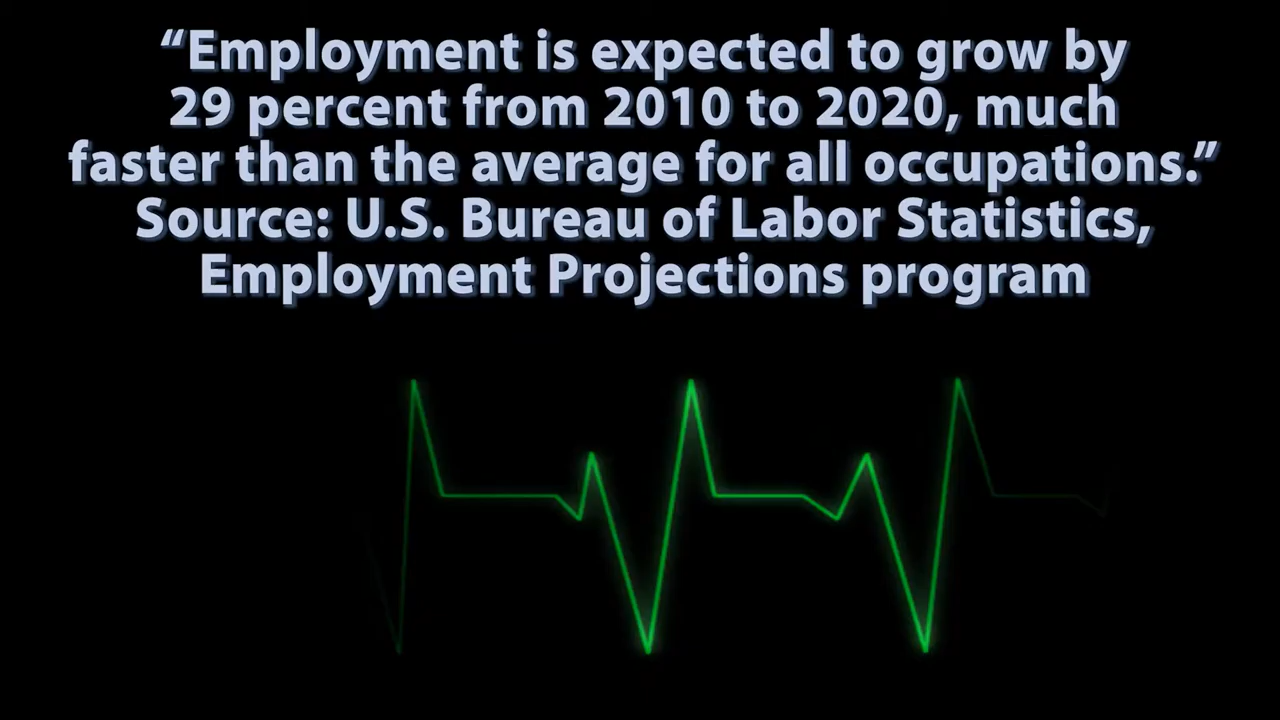 “Employment is expected to grow by
29 percent from 2010 to 2020, much
faster than the average for all occupations.”
Source: U.S. Bureau of Labor Statistics,
Employment Projections program